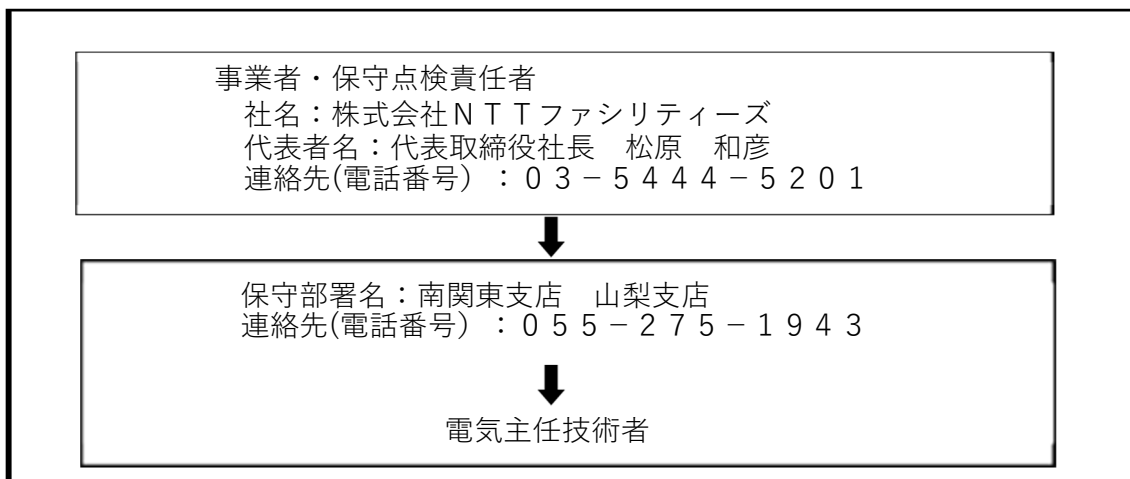 事業者・保守点検責任者
社名：株式会社ＮＴＴファシリティーズ
代表者名：代表取締役社長　松原　和彦
連絡先(電話番号）：０３－５４４４－５２０１
保守部署名：南関東支店　山梨支店
連絡先(電話番号）：０５５－２７５－１９４３
電気主任技術者